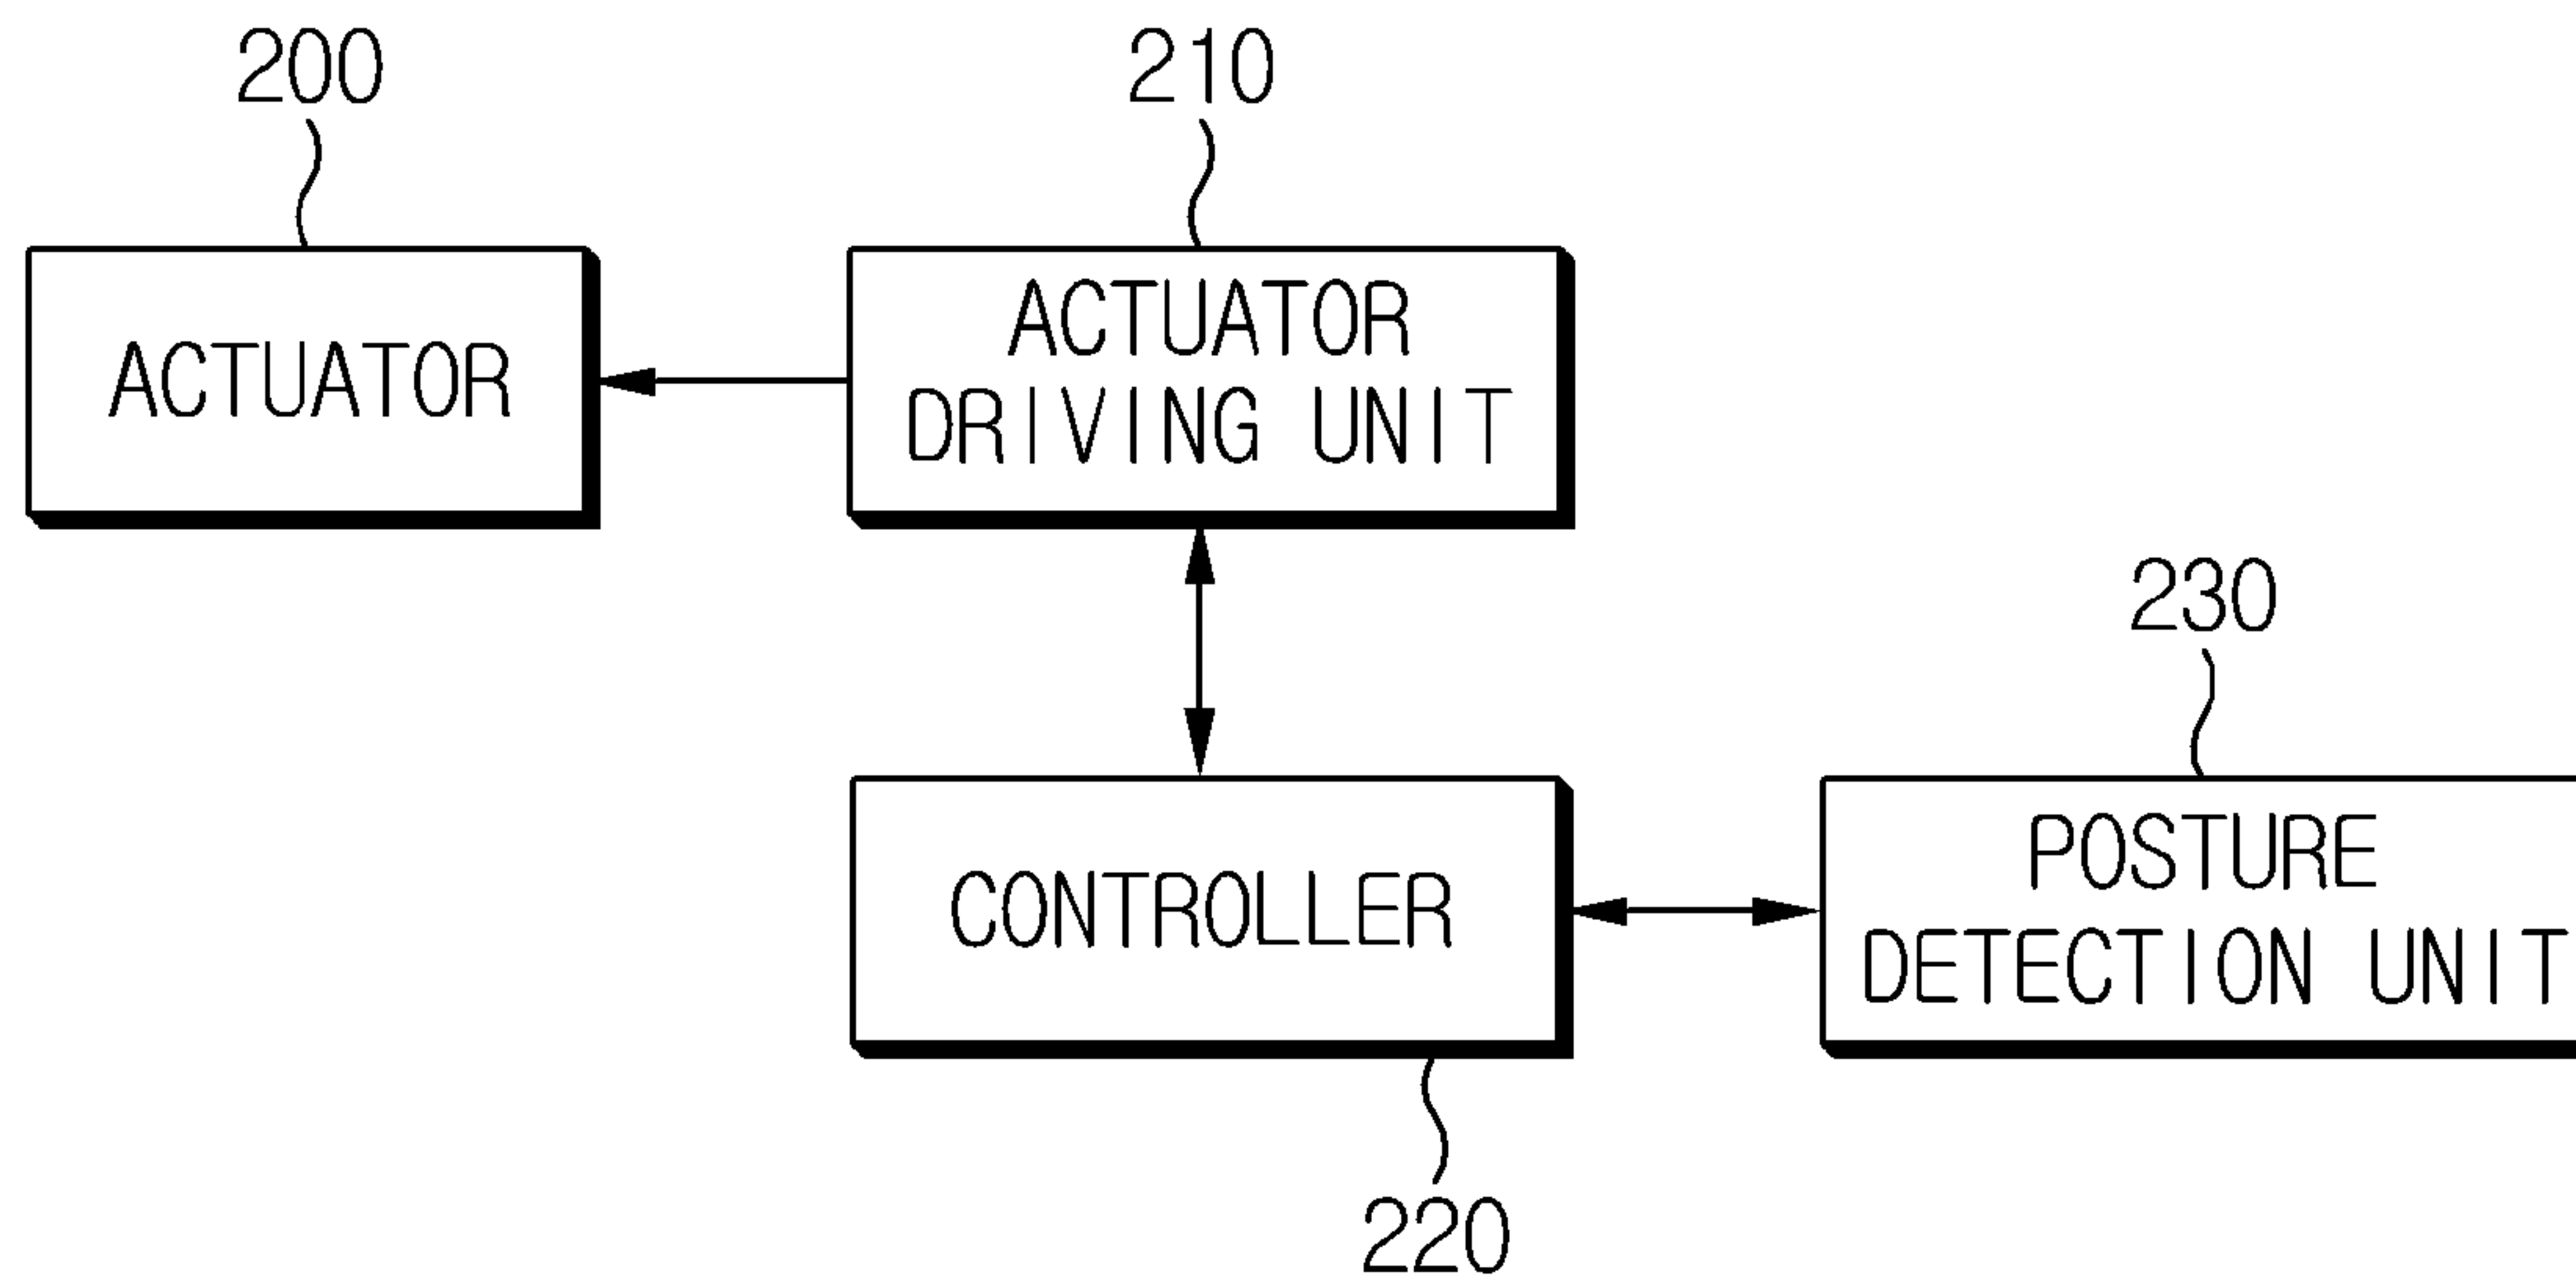 200
210
ACTUATOR
ACTUATOR
DRIVING UNIT
230
CONTROLLER
POSTURE
DETECTION UNIT
220